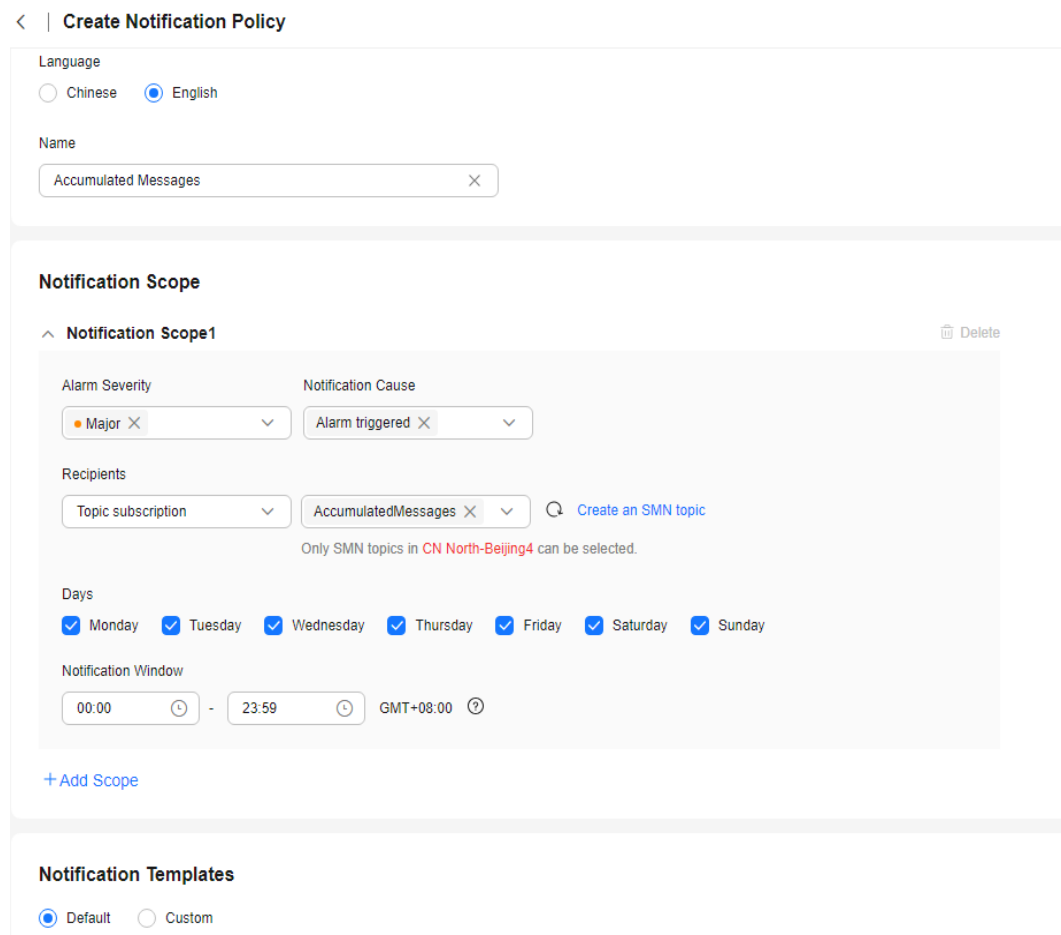 Create Notification Policy
Language
Chinese English
Name
Accumulated Messages
Notification Scope
Notification Scope1 Delete
Alarm Severity Notification Cause
Major Alarm triggered
Recipients
Topic subscription AccumulatedMessages Create an SMN topic
Only SMN topics in CN North-Beijing4 can be selected.
Days
Monday Tuesday Wednesday Thursday Friday Saturday Sunday
Notification Window
00:00 - 23:59 GMT+08:00 ?
+ Add Scope
Notification Templates
Default Custom